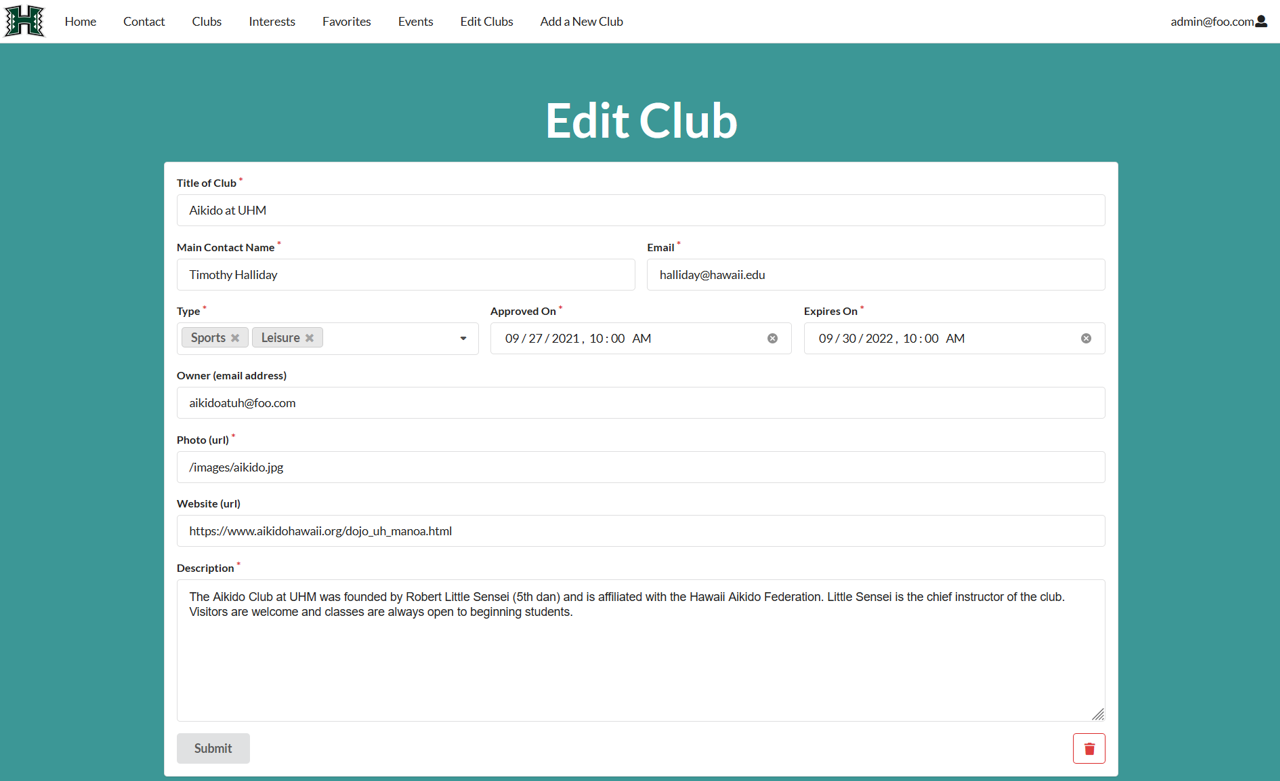 H Home Contact Clubs Interests Favorites Events Edit Clubs Add a New Club admin@foo.com
Edit Club
Title of Club *
Aikido at UHM
Main Contact Name * Email *
Timothy Halliday halliday@hawaii.edu
Type * Approved On * Expires On *
Sports Leisure 09/27/2021, 10:00 AM 09/30/2022, 10:00 AM
Owner (email address)
aikidoatuh@foo.com
Photo (url) *
/images/aikido.jpg
Website (url)
https://www.aikidohawaii.org/dojo_uh_manoa.html
Description *
The Aikido Club at UHM was founded by Robert Little Sensei (5th dan) and is affiliated with the Hawaii Aikido Federation. Little Sensei is the chief instructor of the club.
Visitors are welcome and classes are always open to beginning students.
Submit